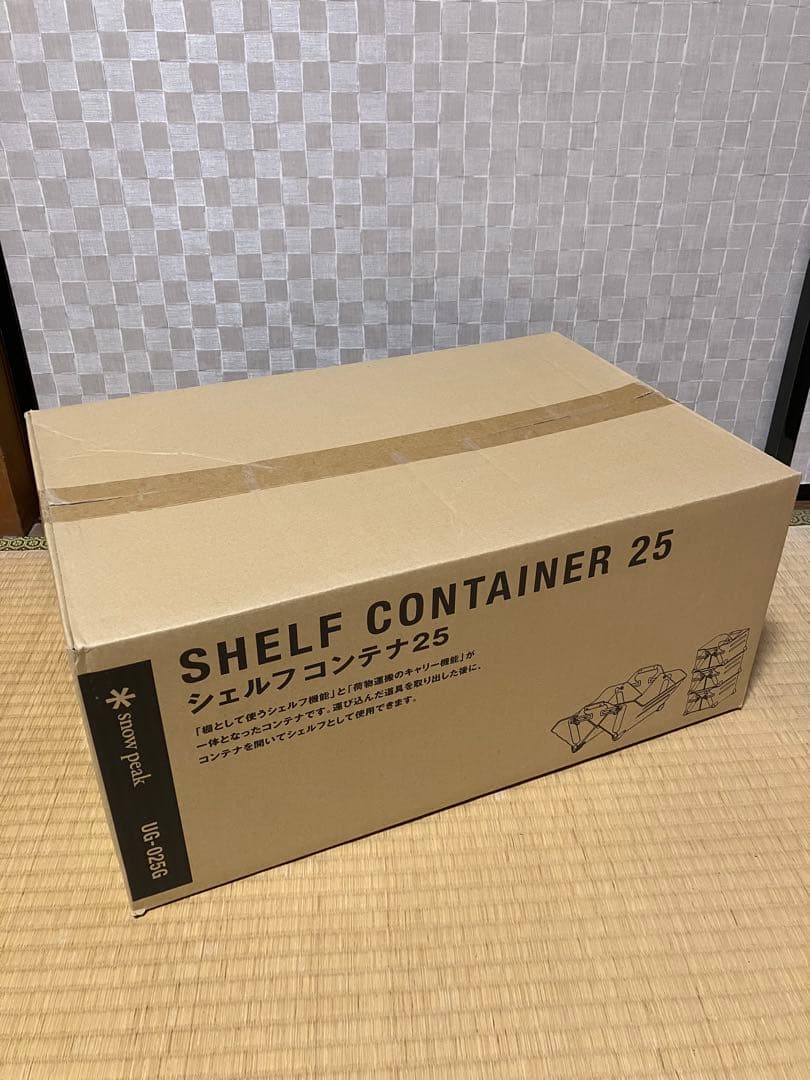 SHELF CONTAINER 25
シェルフコンテナ25
「棚として使うシェルフ機能」と「荷物運搬のキャリー機能」が
一体となったコンテナです。運び込んだ道具を取り出した後に、
コンテナを開いてシェルフとして使用できます。
snow peak
UG-025G